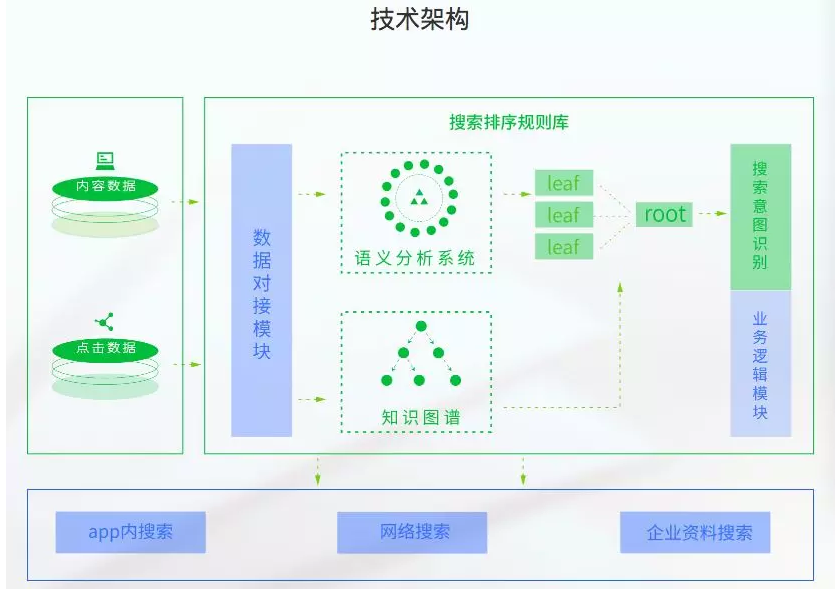 技术架构
搜索排序规则库
内容数据
点击数据
数据对接模块
语义分析系统
知识图谱
leaf
leaf
leaf
root
搜索意图识别
业务逻辑模块
app内搜索
网络搜索
企业资料搜索